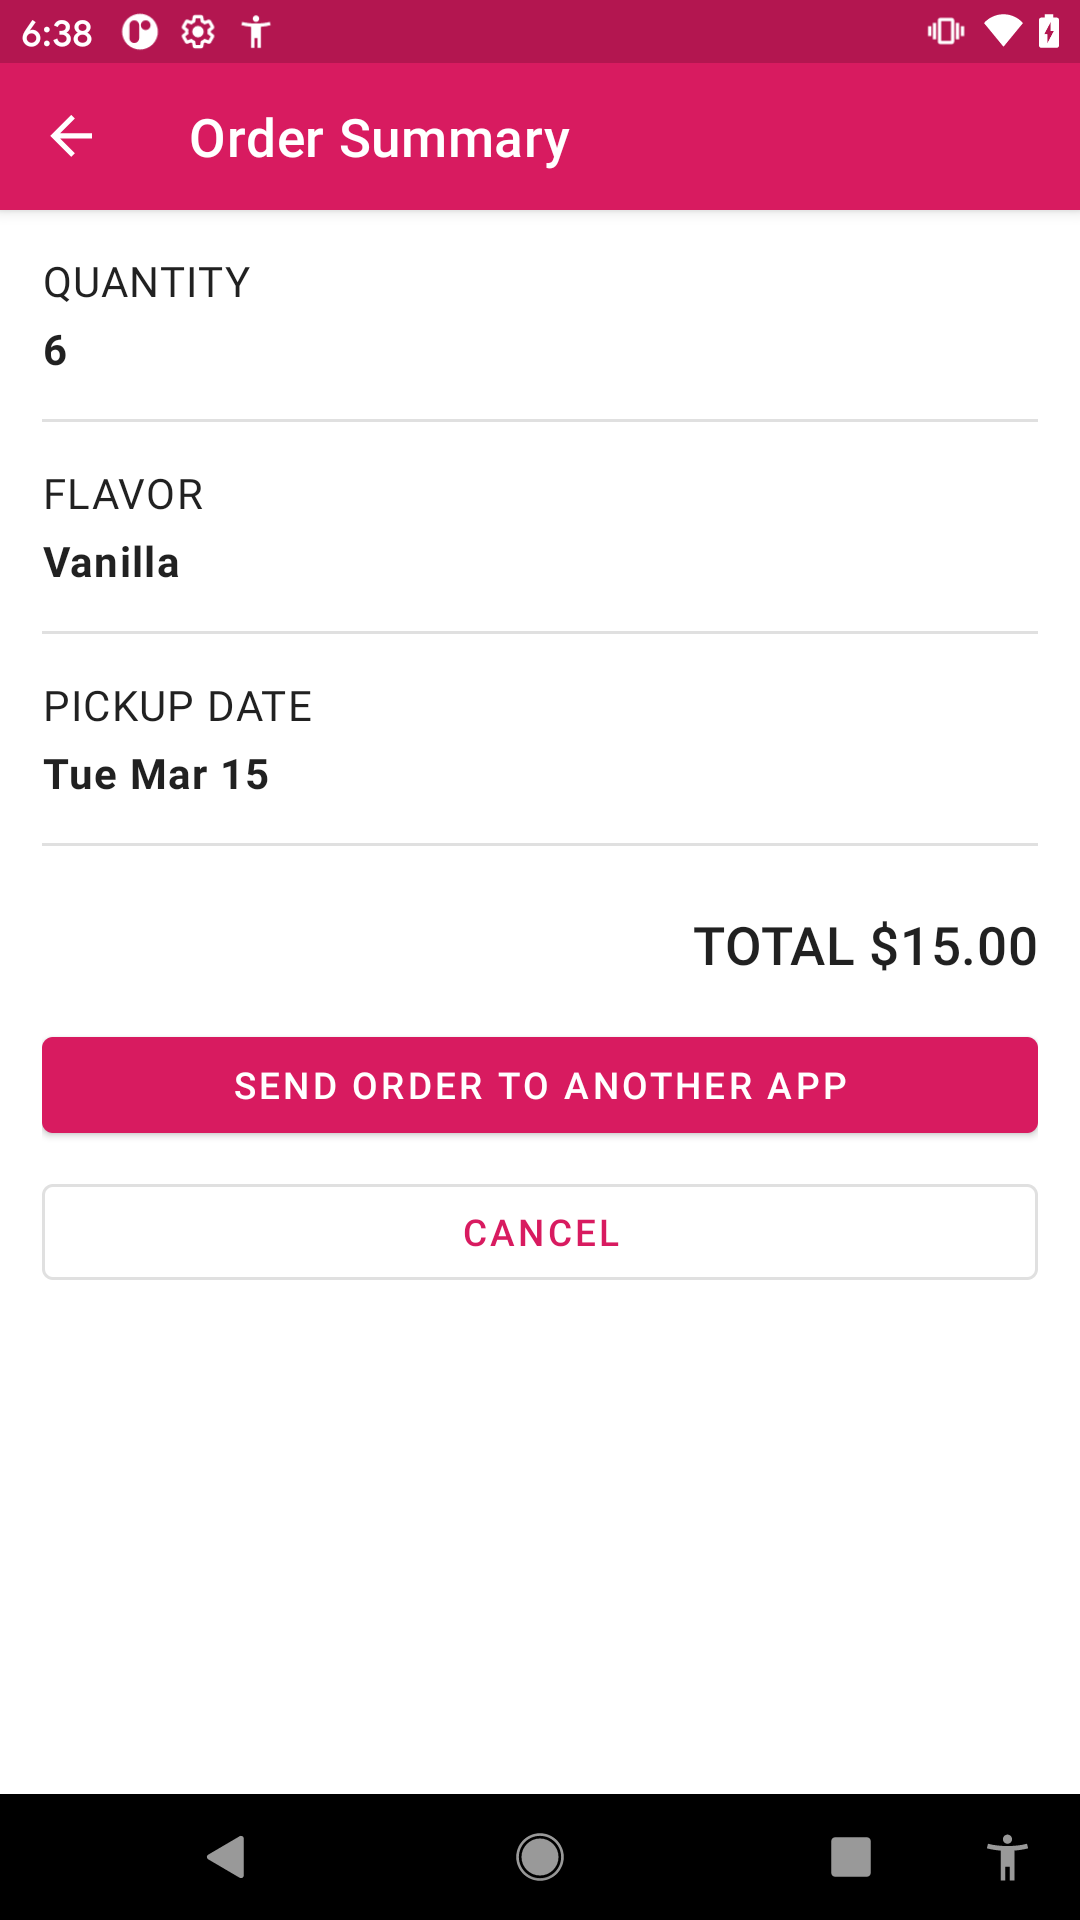 6:38
Order Summary
QUANTITY
6
FLAVOR
Vanilla
PICKUP DATE
Tue Mar 15
TOTAL $15.00
SEND ORDER TO ANOTHER APP
CANCEL